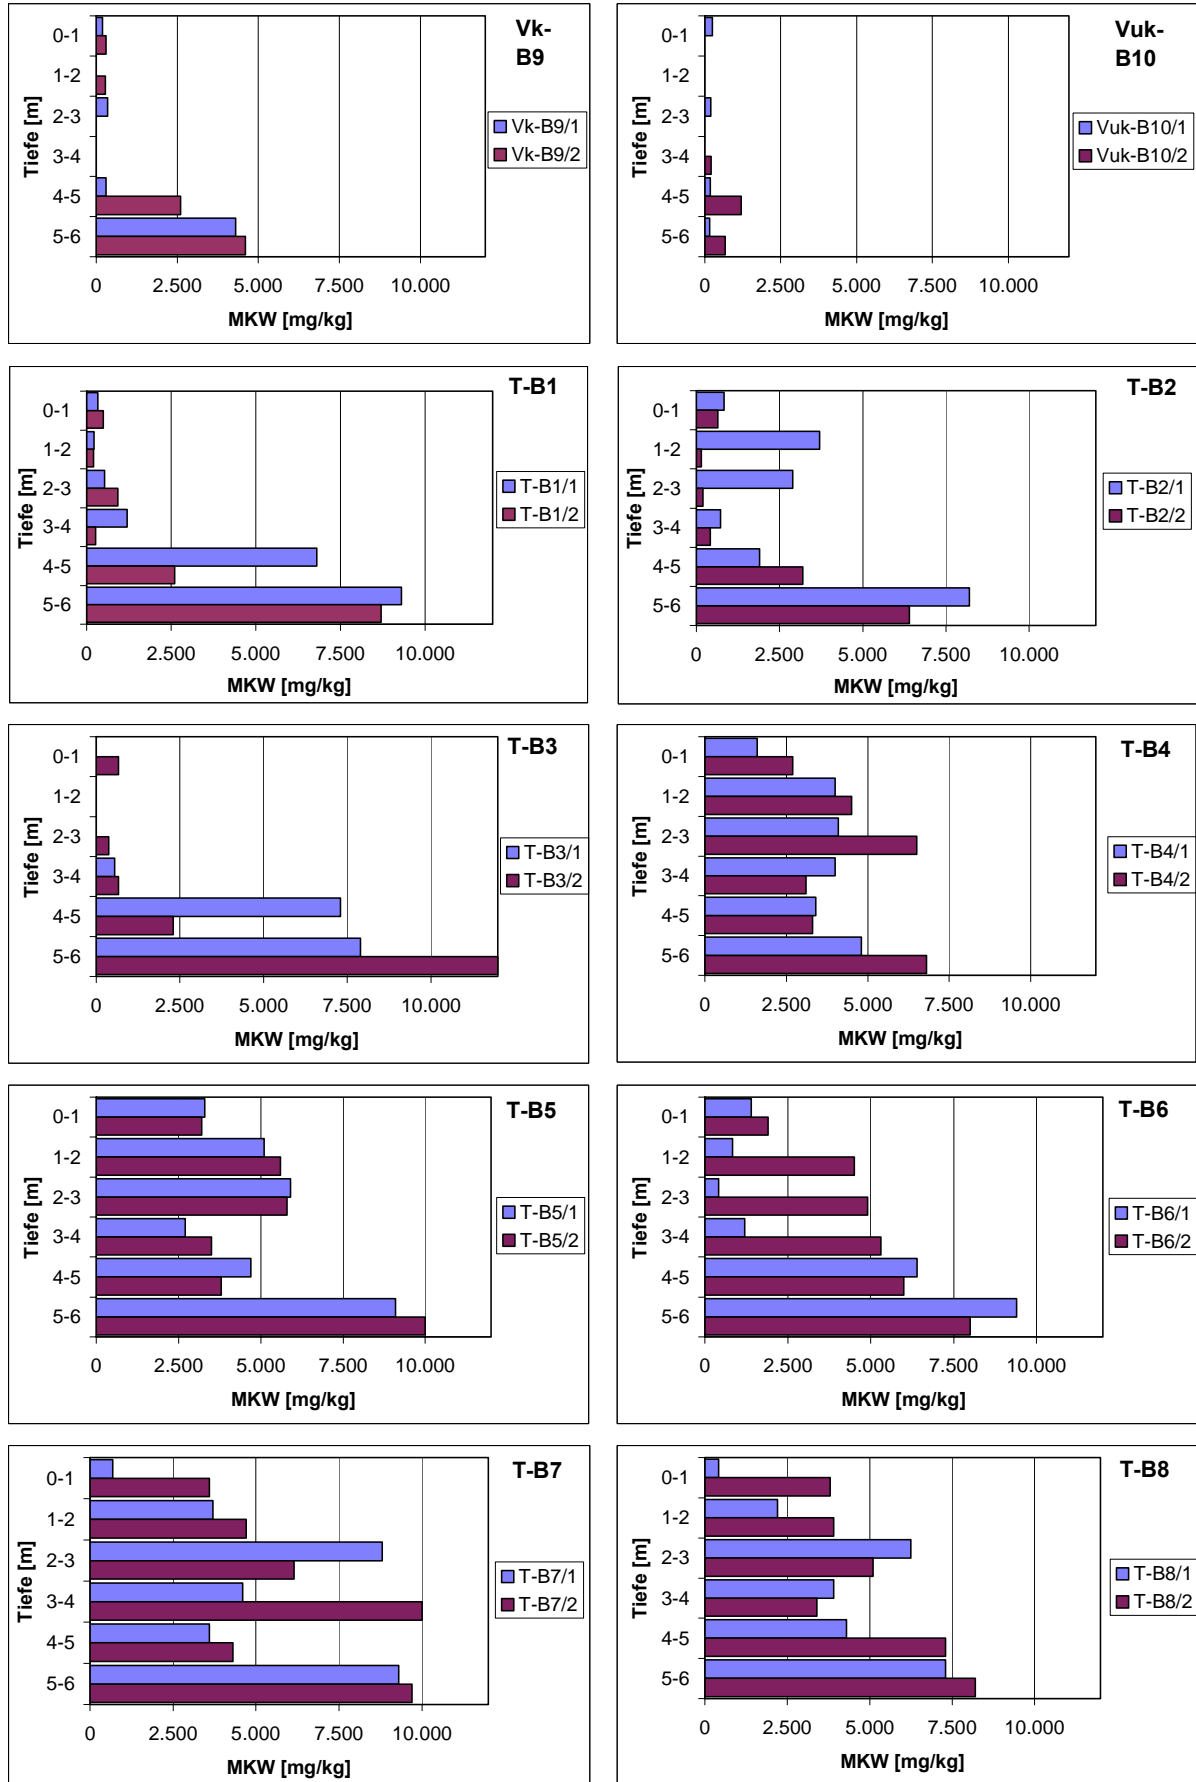 Vk-
B9
0-1
1-2
2-3
3-4
4-5
5-6
Tiefe [m]
0 2.500 5.000 7.500 10.000
MKW [mg/kg]
Vk-B9/1
Vk-B9/2
Vuk-
B10
0-1
1-2
2-3
3-4
4-5
5-6
Tiefe [m]
0 2.500 5.000 7.500 10.000
MKW [mg/kg]
Vuk-B10/1
Vuk-B10/2
T-B1
0-1
1-2
2-3
3-4
4-5
5-6
Tiefe [m]
0 2.500 5.000 7.500 10.000
MKW [mg/kg]
T-B1/1
T-B1/2
T-B2
0-1
1-2
2-3
3-4
4-5
5-6
Tiefe [m]
0 2.500 5.000 7.500 10.000
MKW [mg/kg]
T-B2/1
T-B2/2
T-B3
0-1
1-2
2-3
3-4
4-5
5-6
Tiefe [m]
0 2.500 5.000 7.500 10.000
MKW [mg/kg]
T-B3/1
T-B3/2
T-B4
0-1
1-2
2-3
3-4
4-5
5-6
Tiefe [m]
0 2.500 5.000 7.500 10.000
MKW [mg/kg]
T-B4/1
T-B4/2
T-B5
0-1
1-2
2-3
3-4
4-5
5-6
Tiefe [m]
0 2.500 5.000 7.500 10.000
MKW [mg/kg]
T-B5/1
T-B5/2
T-B6
0-1
1-2
2-3
3-4
4-5
5-6
Tiefe [m]
0 2.500 5.000 7.500 10.000
MKW [mg/kg]
T-B6/1
T-B6/2
T-B7
0-1
1-2
2-3
3-4
4-5
5-6
Tiefe [m]
0 2.500 5.000 7.500 10.000
MKW [mg/kg]
T-B7/1
T-B7/2
T-B8
0-1
1-2
2-3
3-4
4-5
5-6
Tiefe [m]
0 2.500 5.000 7.500 10.000
MKW [mg/kg]
T-B8/1
T-B8/2